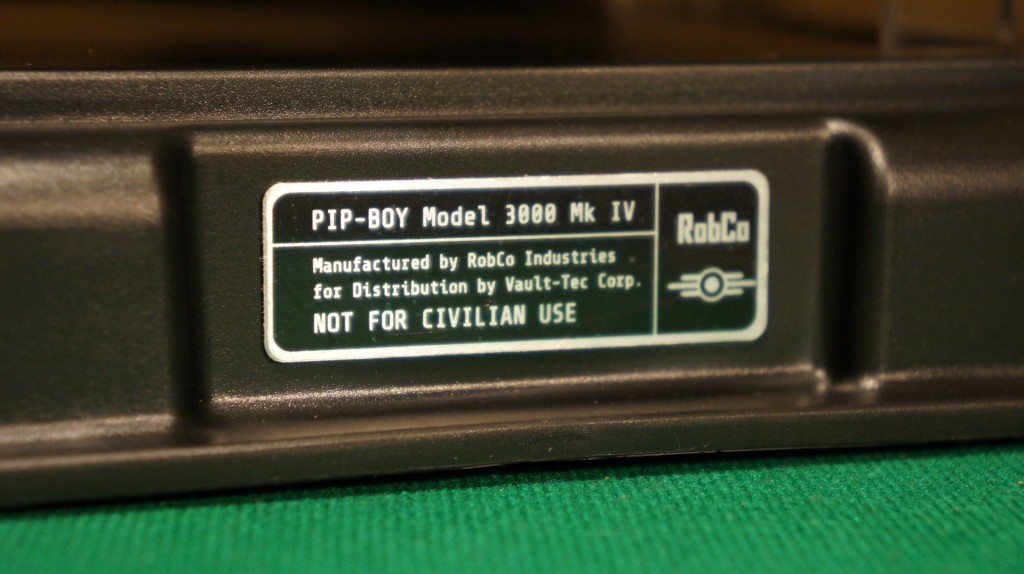 PIP-BOY Model 3000 Mk IV
Manufactured by RobCo Industries
for Distribution by Vault-Tec Corp.
NOT FOR CIVILIAN USE
RobCo